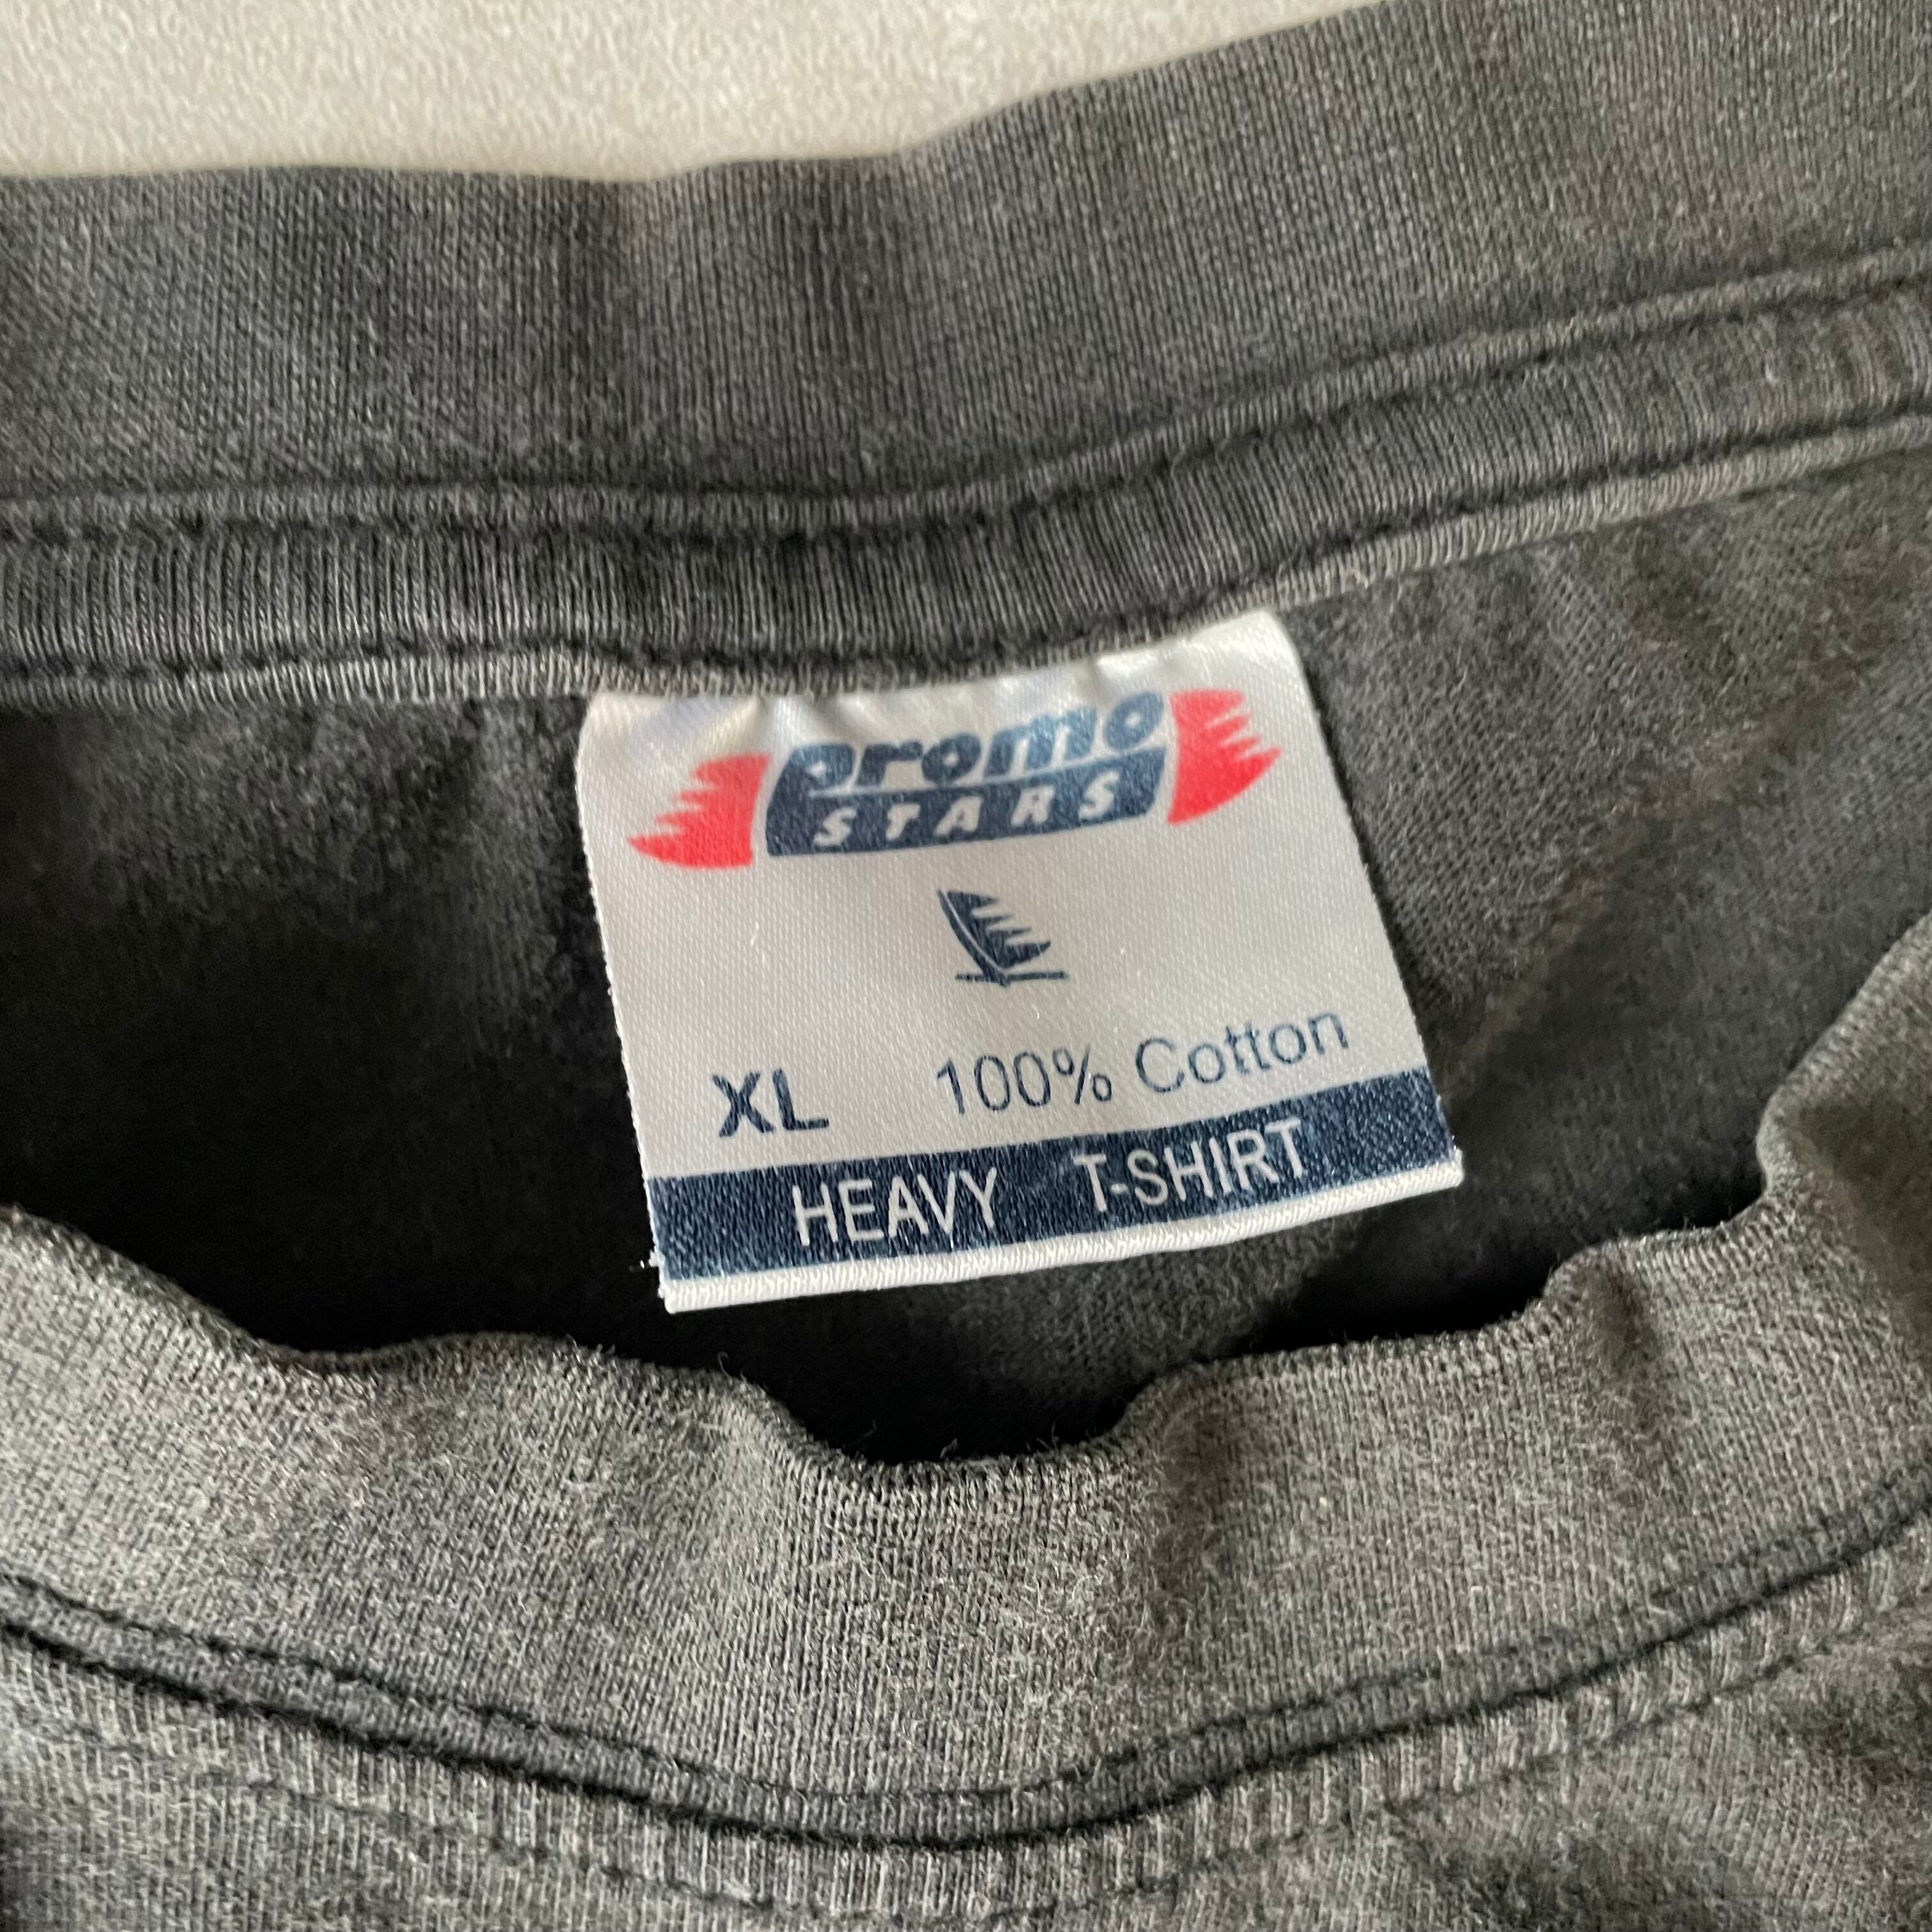 promo
STARS
XL 100% Cotton
HEAVY T-SHIRT